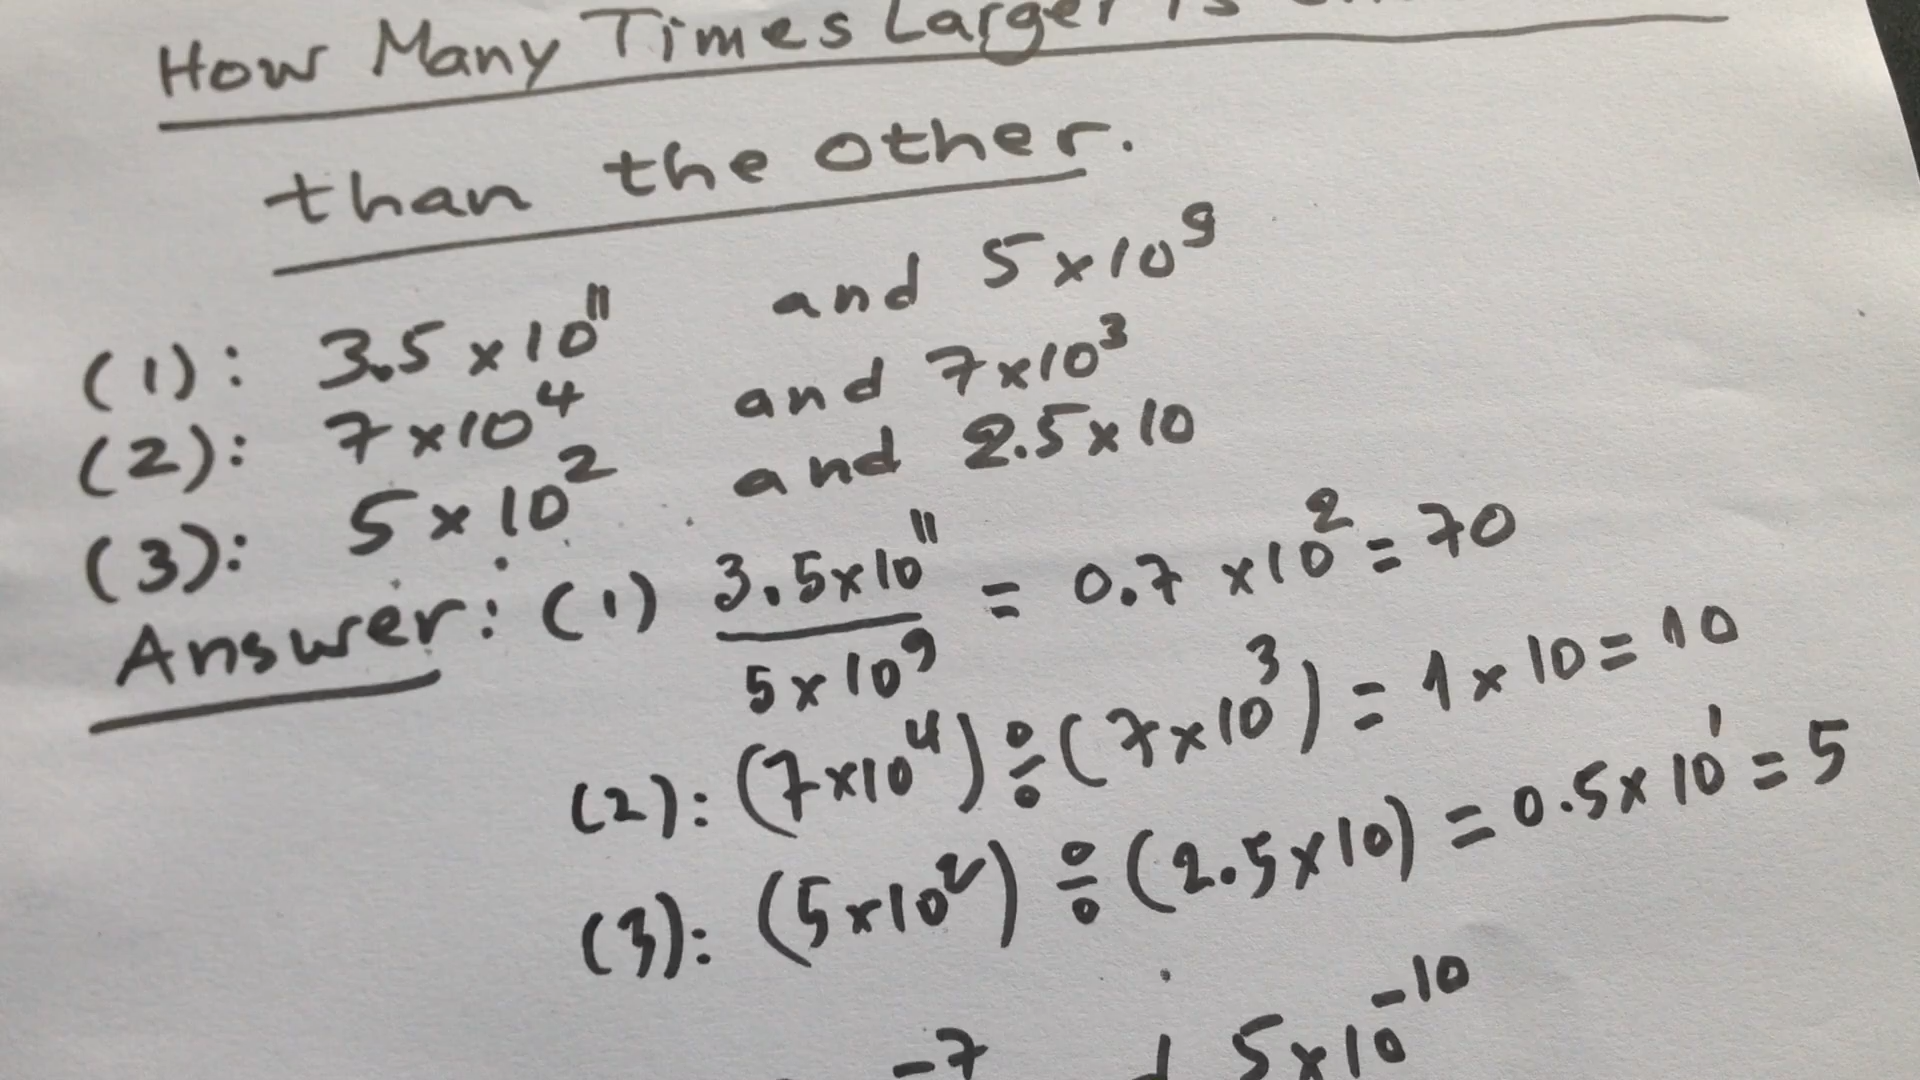 How Many Times Larger is
than the other.
(1): 3.5 x 10¹¹ and 5 x 10⁹
(2): 7 x 10⁴ and 7 x 10³
(3): 5 x 10² and 2.5 x 10
Answer: (1) 3.5 x 10¹¹ / 5 x 10⁹ = 0.7 x 10² = 70
(2): (7 x 10⁴) ÷ (7 x 10³) = 1 x 10 = 10
(3): (5 x 10²) ÷ (2.5 x 10) = 0.5 x 10¹ = 5
-7 5 x 10⁻¹⁰